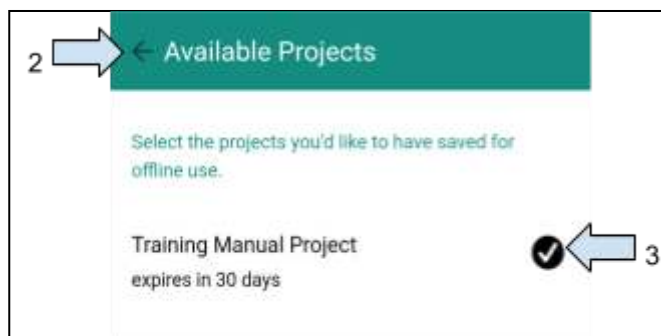 2
Available Projects
Select the projects you'd like to have saved for
offline use.
Training Manual Project
expires in 30 days
3